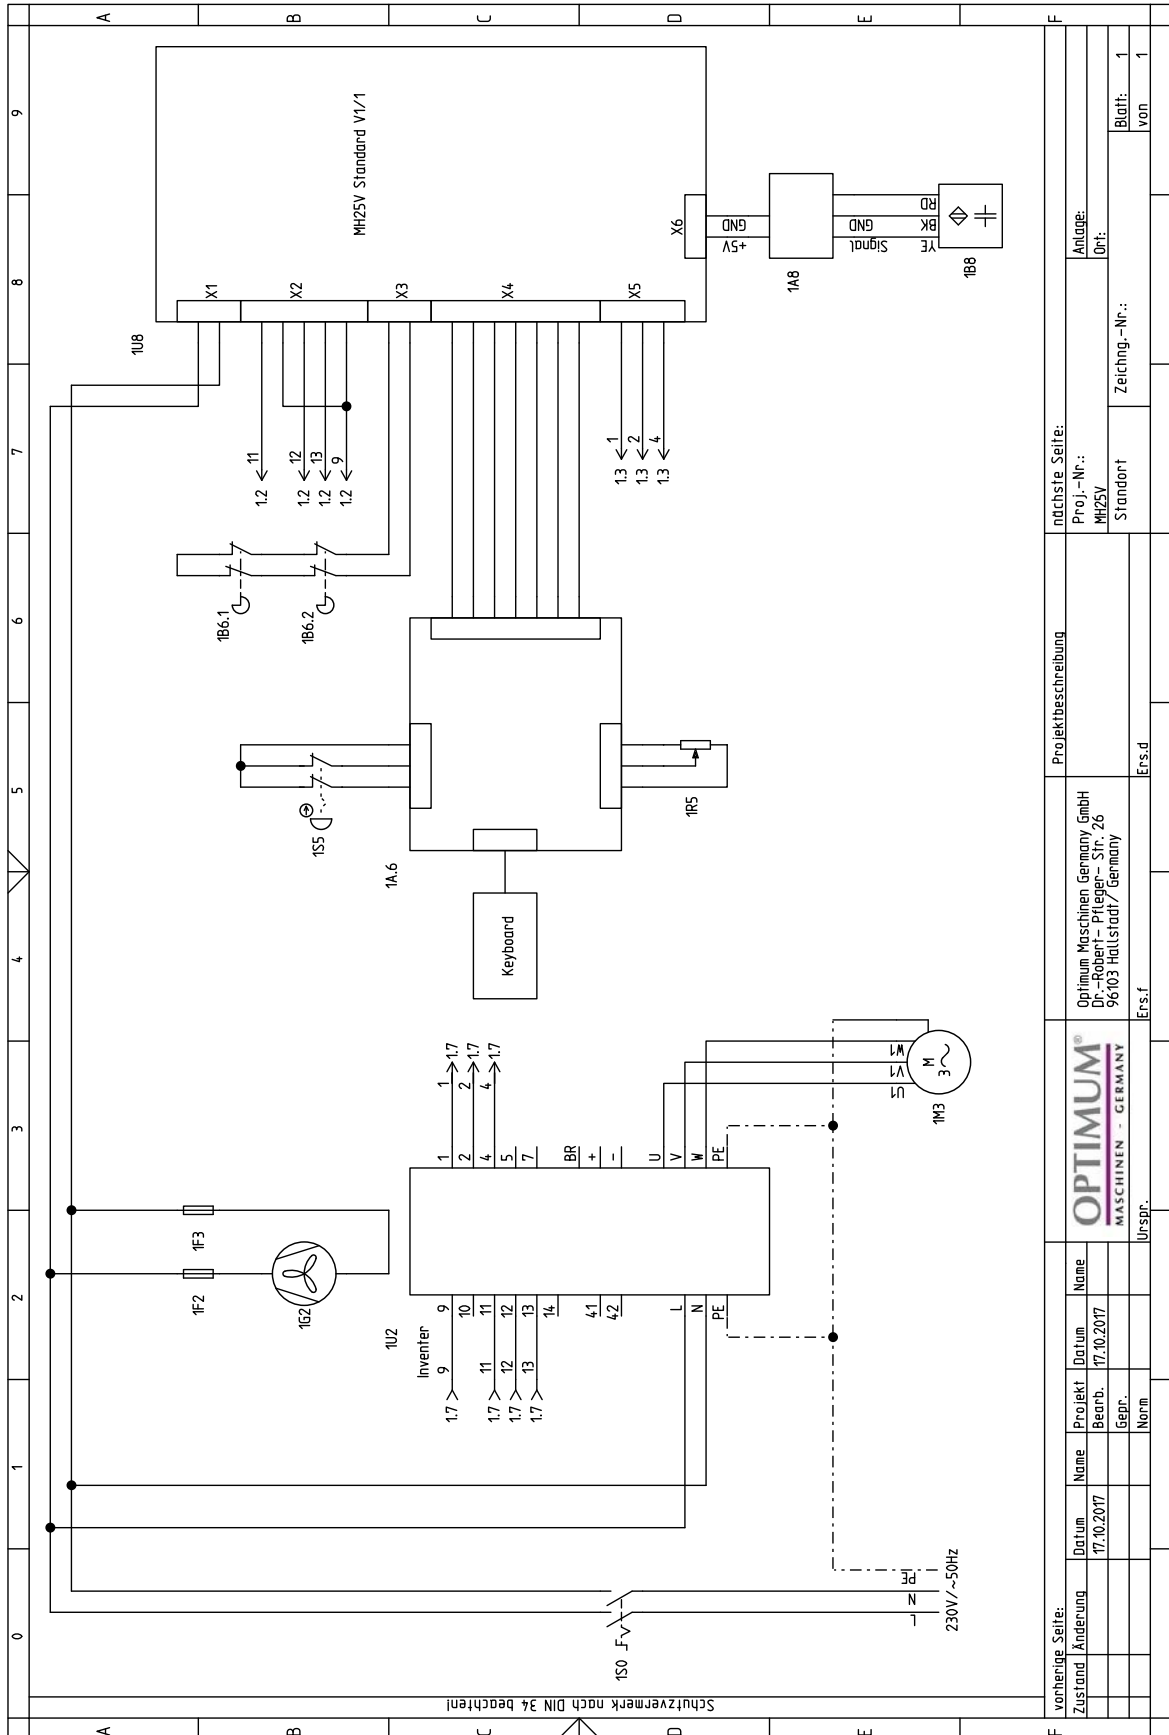 0 1 2 3 4 5 6 7 8 9
A
B
C
D
E
F
A
B
C
D
E
F
Schutzvermerk nach DIN 34 beachten!
1S0
L
N
PE
230V/~50Hz
1F2
1F3
1G2
1U2
Inventer
9
10
11
12
13
14
41
42
L
N
PE
1.7 9
1.7 11
1.7 12
1.7 13
1
2
4
5
7
BR
+
-
U
V
W
PE
1 1.7
2 1.7
4 1.7
U1
V1
W1
M
3~
1M3
Keyboard
1A.6
1S5
1R5
1B6.1
1B6.2
1.2 11
1.2 12
1.2 13
1.2 9
1.3 1
1.3 2
1.3 4
1U8
X1
X2
X3
X4
X5
X6
MH25V Standard V1/1
+5V
GND
1A8
Signal
GND
YE
BK
RD
1B8
vorherige Seite:
Zustand Änderung Datum Name
17.10.2017
Projekt Datum Name
Bearb. 17.10.2017
Gepr.
Norm
OPTIMUM®
MASCHINEN - GERMANY
Urspr.
Optimum Maschinen Germany GmbH
Dr.-Robert- Pfleger- Str. 26
96103 Hallstadt/ Germany
Ers.f
Ers.d
Projektbeschreibung
nächste Seite:
Proj.-Nr.:
MH25V
Standort
Zeichng.-Nr.:
Anlage:
Ort:
Blatt: 1
von 1